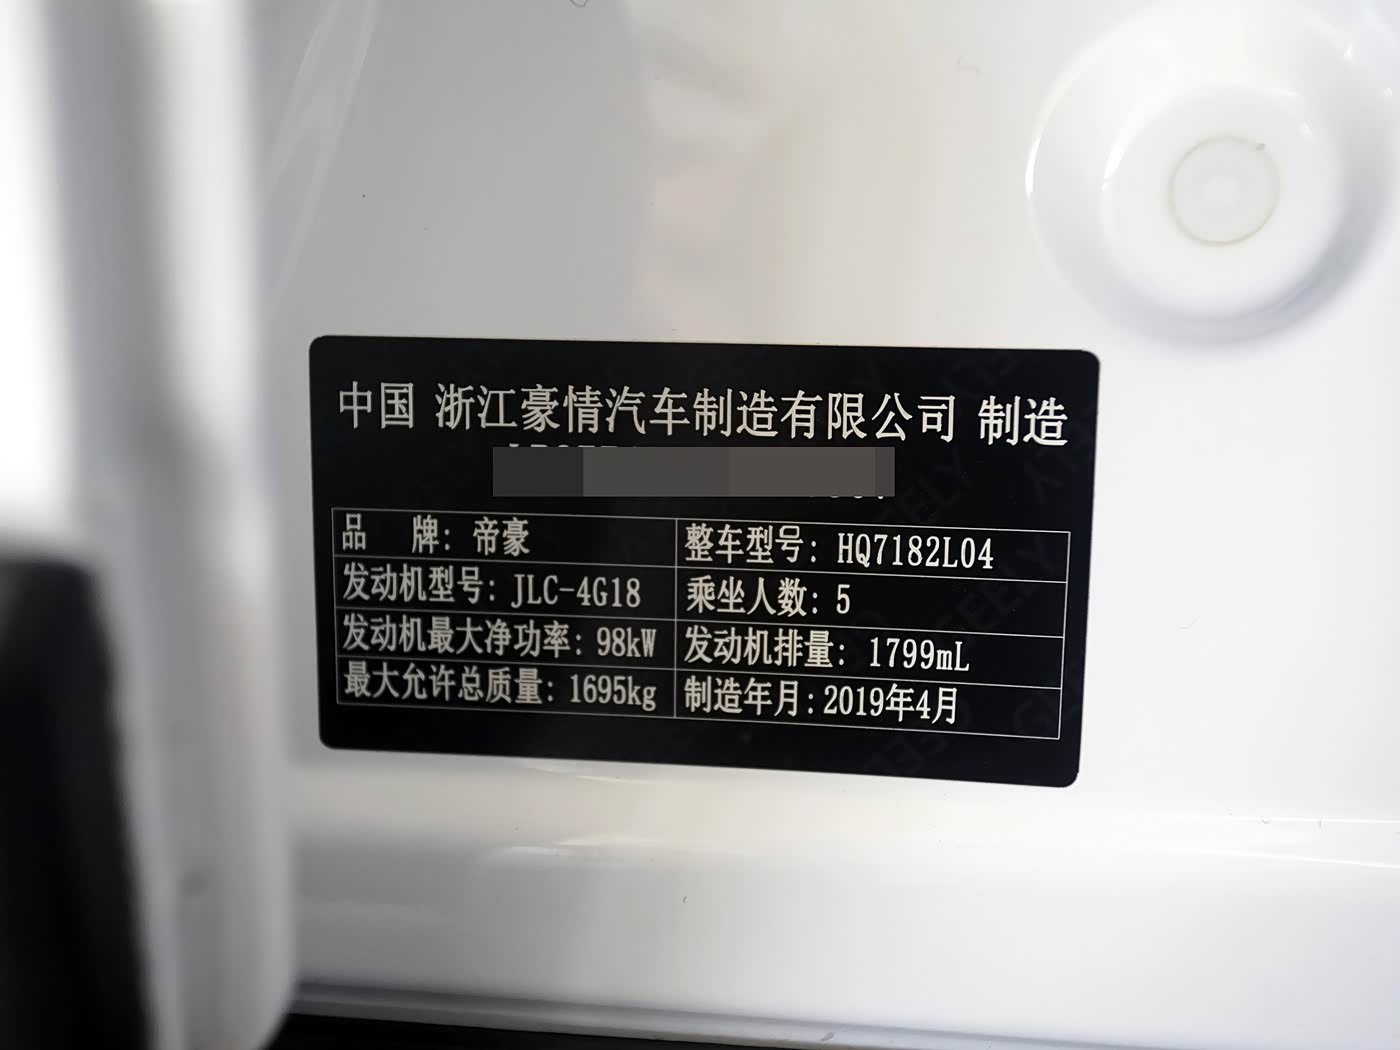 中国 浙江豪情汽车制造有限公司 制造
品 牌: 帝豪 整车型号: HQ7182L04
发动机型号: JLC-4G18 乘坐人数: 5
发动机最大净功率: 98kW 发动机排量: 1799mL
最大允许总质量: 1695kg 制造年月: 2019年4月